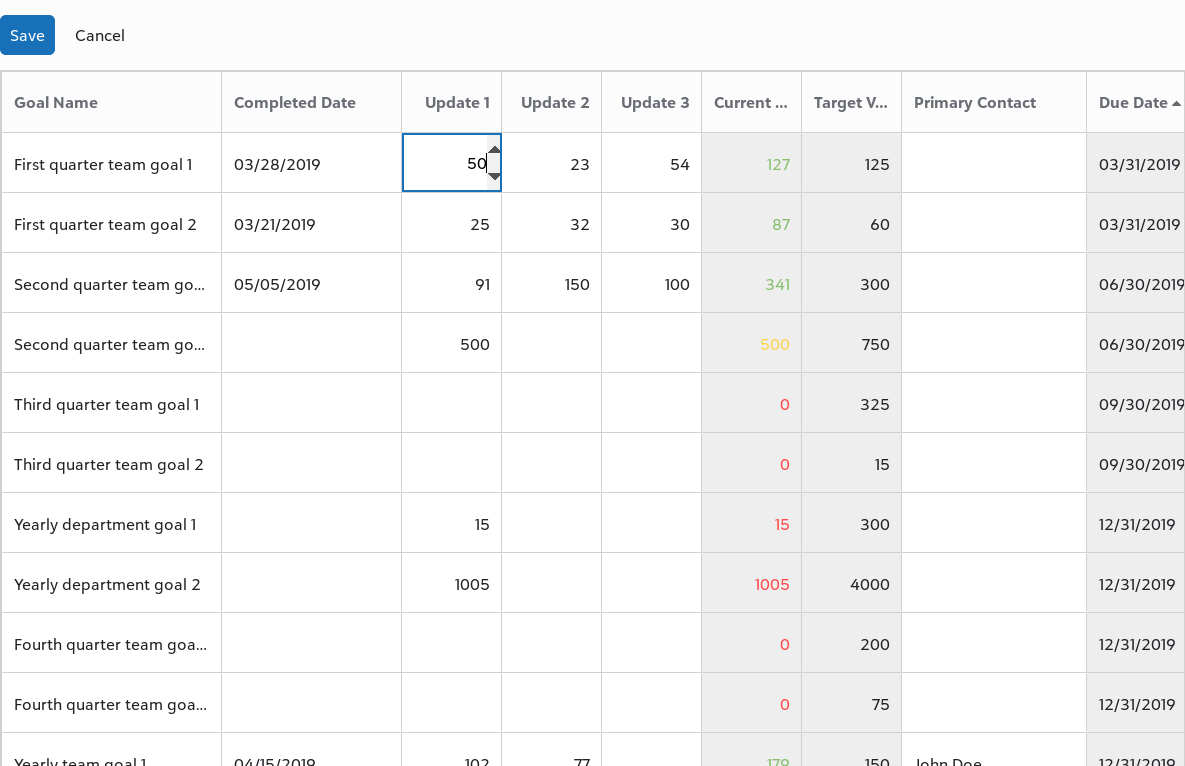 Save Cancel
Goal Name Completed Date Update 1 Update 2 Update 3 Current ... Target V... Primary Contact Due Date
First quarter team goal 1 03/28/2019 50 23 54 127 125 03/31/2019
First quarter team goal 2 03/21/2019 25 32 30 87 60 03/31/2019
Second quarter team go... 05/05/2019 91 150 100 341 300 06/30/2019
Second quarter team go... 500 500 750 06/30/2019
Third quarter team goal 1 0 325 09/30/2019
Third quarter team goal 2 0 15 09/30/2019
Yearly department goal 1 15 15 300 12/31/2019
Yearly department goal 2 1005 1005 4000 12/31/2019
Fourth quarter team goa... 0 200 12/31/2019
Fourth quarter team goa... 0 75 12/31/2019
Yearly team goal 1 04/15/2019 102 77 179 150 John Doe 12/31/2019